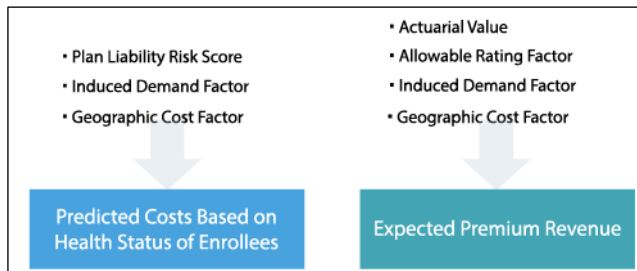 • Plan Liability Risk Score
• Induced Demand Factor
• Geographic Cost Factor
Predicted Costs Based on
Health Status of Enrollees
• Actuarial Value
• Allowable Rating Factor
• Induced Demand Factor
• Geographic Cost Factor
Expected Premium Revenue